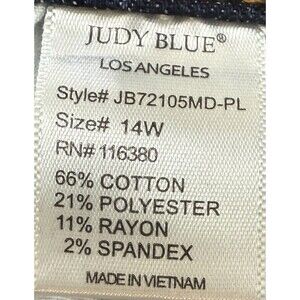 JUDY BLUE®
LOS ANGELES
Style# JB72105MD-PL
Size# 14W
RN# 116380
66% COTTON
21% POLYESTER
11% RAYON
2% SPANDEX
MADE IN VIETNAM